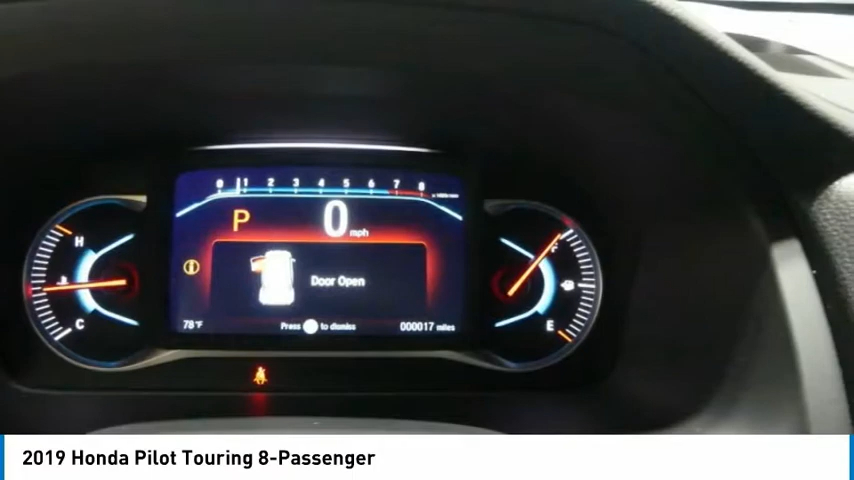 0 1 2 3 4 5 6 7 8
P 0 mph
H
F
Door Open
C
E
78°F Press to dismiss 000017 miles
2019 Honda Pilot Touring 8-Passenger